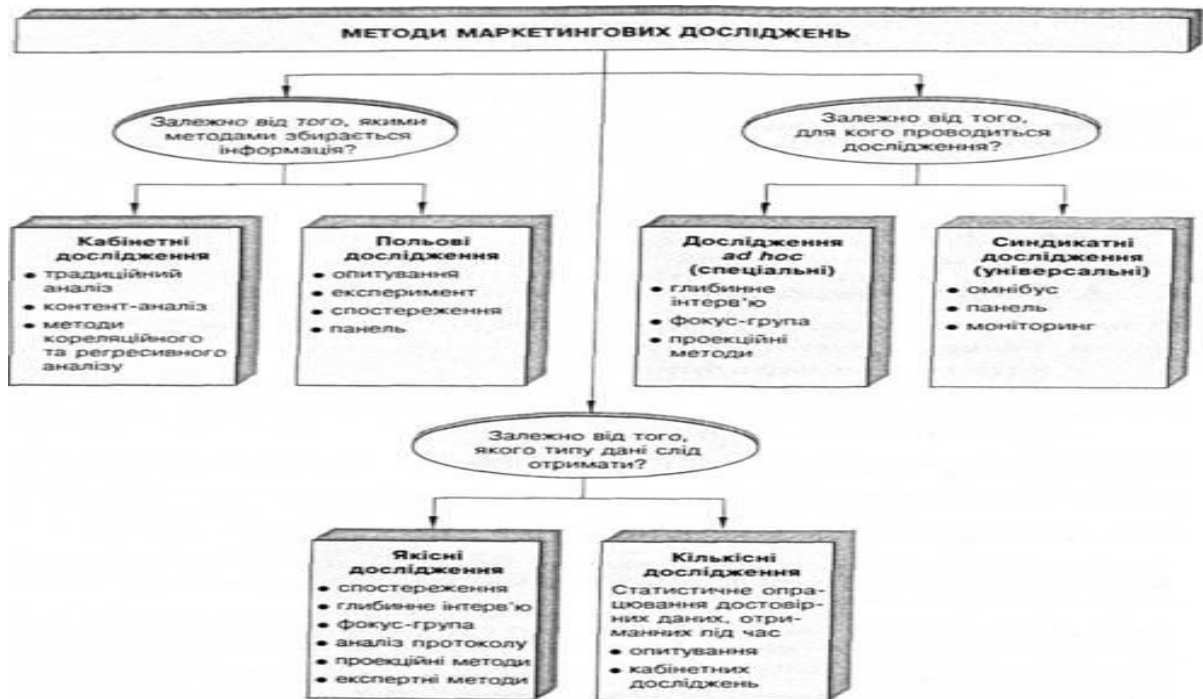 МЕТОДИ МАРКЕТИНГОВИХ ДОСЛІДЖЕНЬ
Залежно від того, якими
методами збирається
інформація?
Залежно від того,
для кого проводиться
дослідження?
Кабінетні
дослідження
• традиційний
аналіз
• контент-аналіз
• методи
кореляційного
та регресивного
аналізу
Польові
дослідження
• опитування
• експеримент
• спостереження
• панель
Дослідження
ad hoc
(спеціальні)
• глибинне
інтерв'ю
• фокус-група
• проекційні
методи
Синдикатні
дослідження
(універсальні)
• омнібус
• панель
• моніторинг
Залежно від того,
якого типу дані слід
отримати?
Якісні
дослідження
• спостереження
• глибинне інтерв'ю
• фокус-група
• аналіз протоколу
• проекційні методи
• експертні методи
Кількісні
дослідження
Статистичне опра-
цювання достовір-
них даних, отри-
манних під час
• опитування
• кабінетних
досліджень